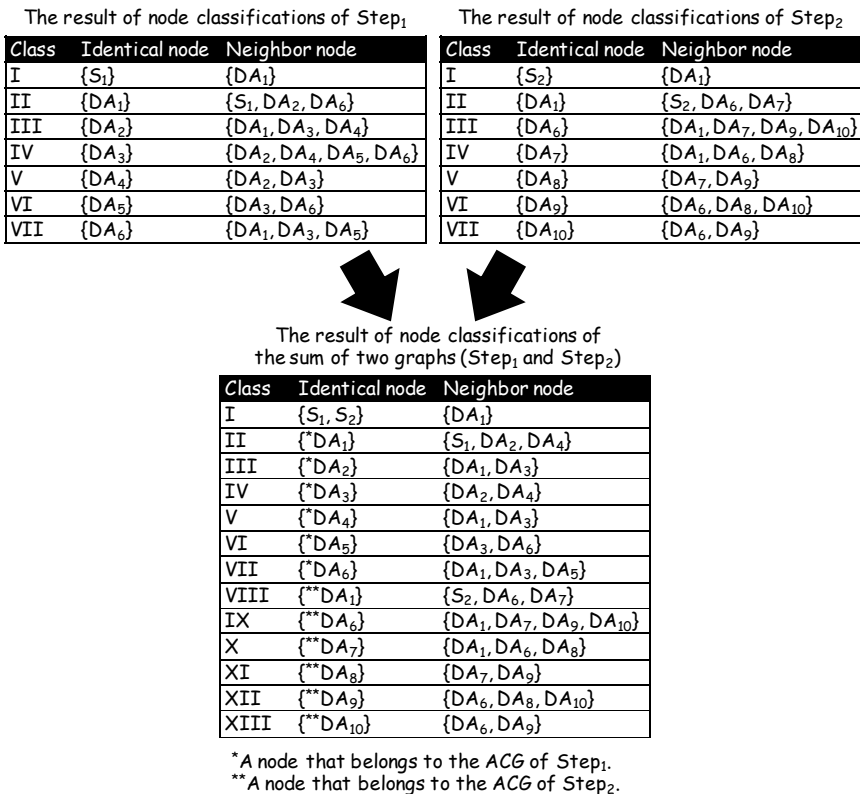 The result of node classifications of Step₁
Class Identical node Neighbor node
I {S₁} {DA₁}
II {DA₁} {S₁, DA₂, DA₆}
III {DA₂} {DA₁, DA₃, DA₄}
IV {DA₃} {DA₂, DA₄, DA₅, DA₆}
V {DA₄} {DA₂, DA₃}
VI {DA₅} {DA₃, DA₆}
VII {DA₆} {DA₁, DA₃, DA₅}
The result of node classifications of Step₂
Class Identical node Neighbor node
I {S₂} {DA₁}
II {DA₁} {S₂, DA₆, DA₇}
III {DA₆} {DA₁, DA₇, DA₉, DA₁₀}
IV {DA₇} {DA₁, DA₆, DA₈}
V {DA₈} {DA₇, DA₉}
VI {DA₉} {DA₆, DA₈, DA₁₀}
VII {DA₁₀} {DA₆, DA₉}
The result of node classifications of
the sum of two graphs (Step₁ and Step₂)
Class Identical node Neighbor node
I {S₁, S₂} {DA₁}
II {*DA₁} {S₁, DA₂, DA₄}
III {*DA₂} {DA₁, DA₃}
IV {*DA₃} {DA₂, DA₄}
V {*DA₄} {DA₁, DA₃}
VI {*DA₅} {DA₃, DA₆}
VII {*DA₆} {DA₁, DA₃, DA₅}
VIII {**DA₁} {S₂, DA₆, DA₇}
IX {**DA₆} {DA₁, DA₇, DA₉, DA₁₀}
X {**DA₇} {DA₁, DA₆, DA₈}
XI {**DA₈} {DA₇, DA₉}
XII {**DA₉} {DA₆, DA₈, DA₁₀}
XIII {**DA₁₀} {DA₆, DA₉}
*A node that belongs to the ACG of Step₁.
**A node that belongs to the ACG of Step₂.